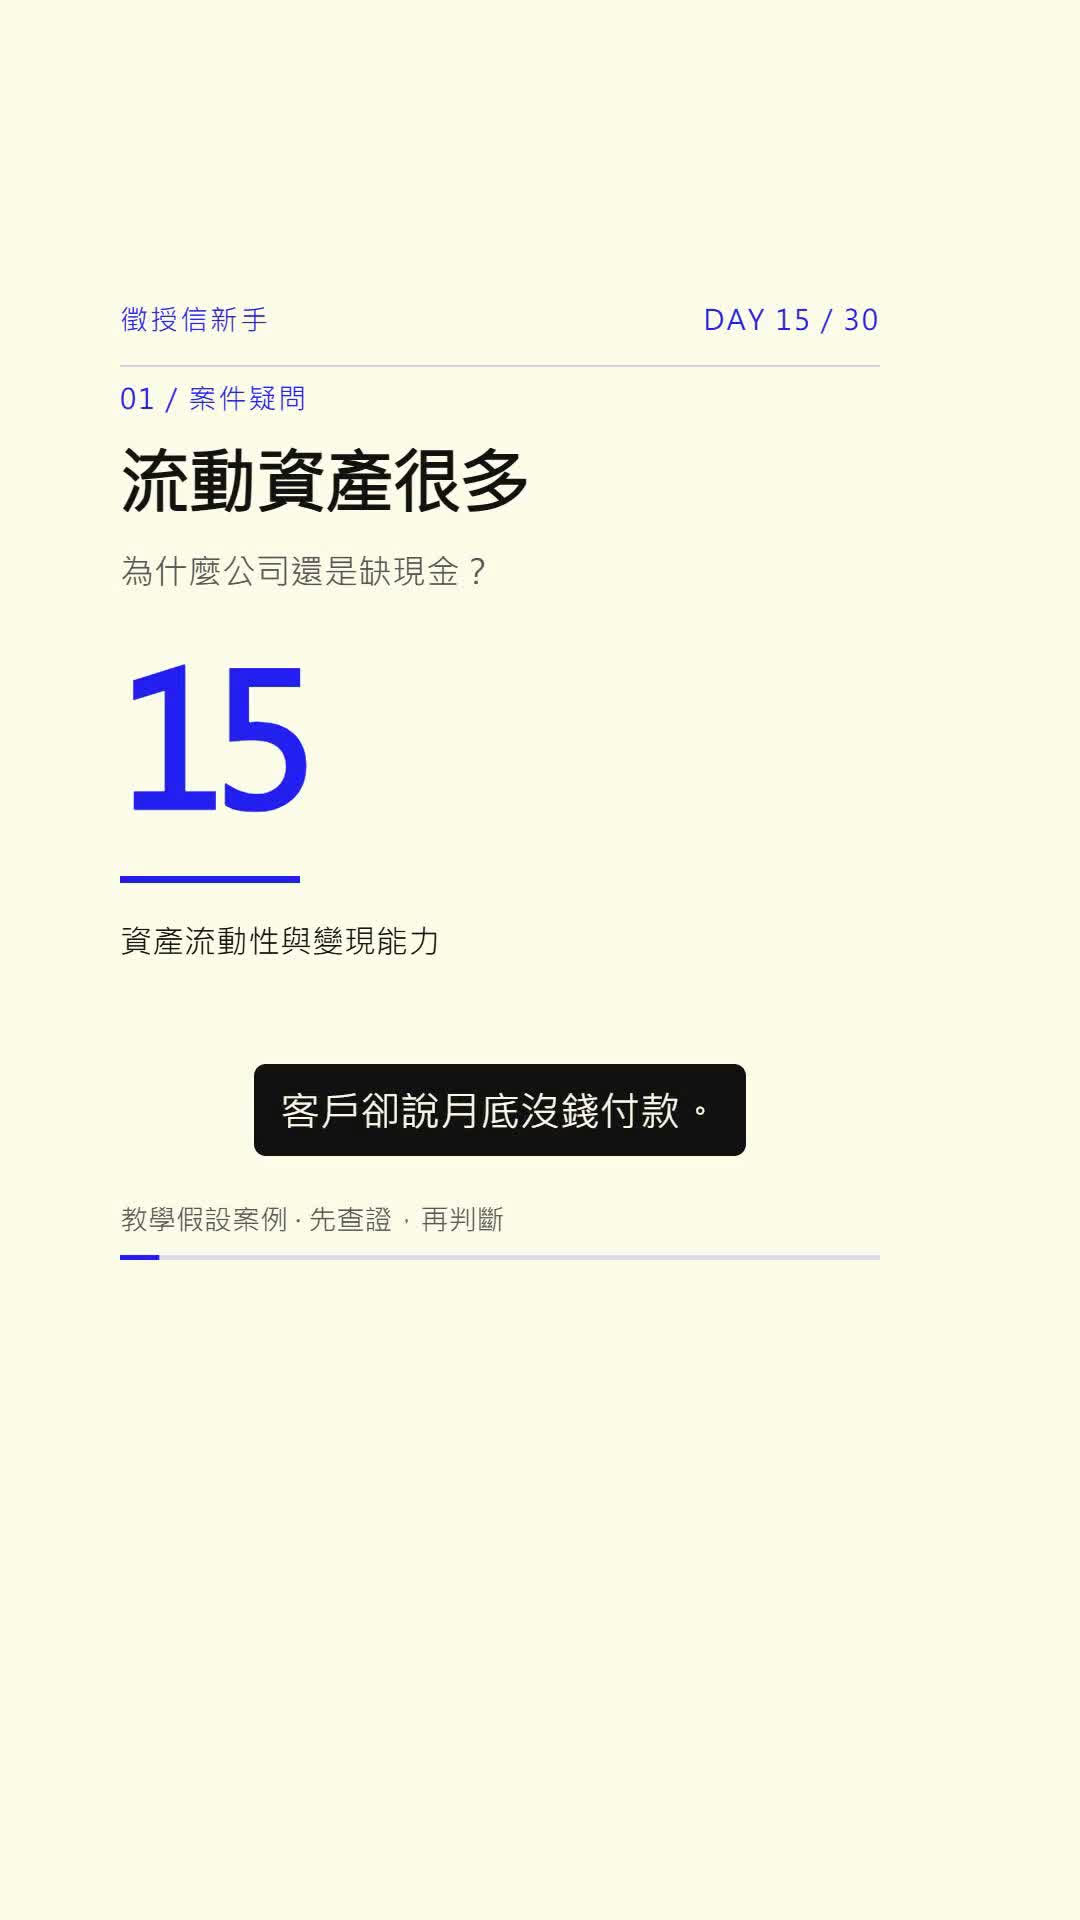 徵授信新手
DAY 15 / 30
01 / 案件疑問
流動資產很多
為什麼公司還是缺現金？
15
資產流動性與變現能力
客戶卻說月底沒錢付款。
教學假設案例 · 先查證，再判斷